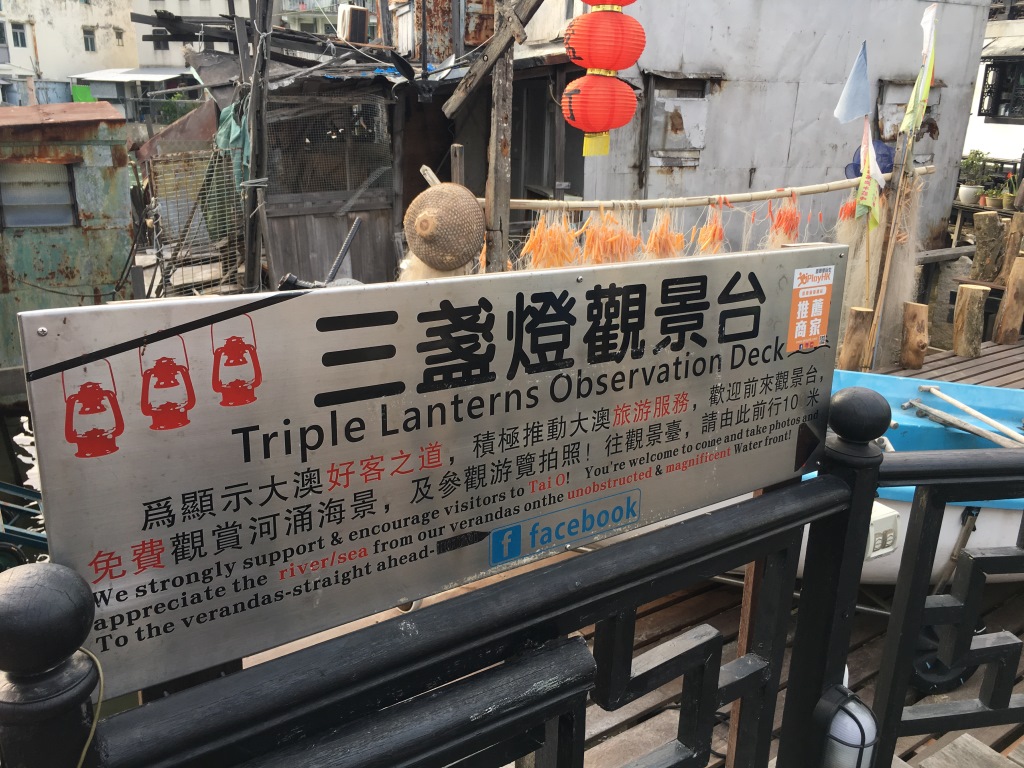 三盞燈觀景台
Triple Lanterns Observation Deck
iPlayHK
推薦
商家
爲顯示大澳好客之道，積極推動大澳旅游服務，歡迎前來觀景台，
免費觀賞河涌海景，及參觀游覽拍照！往觀景臺，請由此前行10 米
We strongly support & encourage visitors to Tai O! You're welcome to coue and take photos and
appreciate the river/sea from our verandas onthe unobstructed & magnificent Water front!
To the verandas-straight ahead-
f facebook